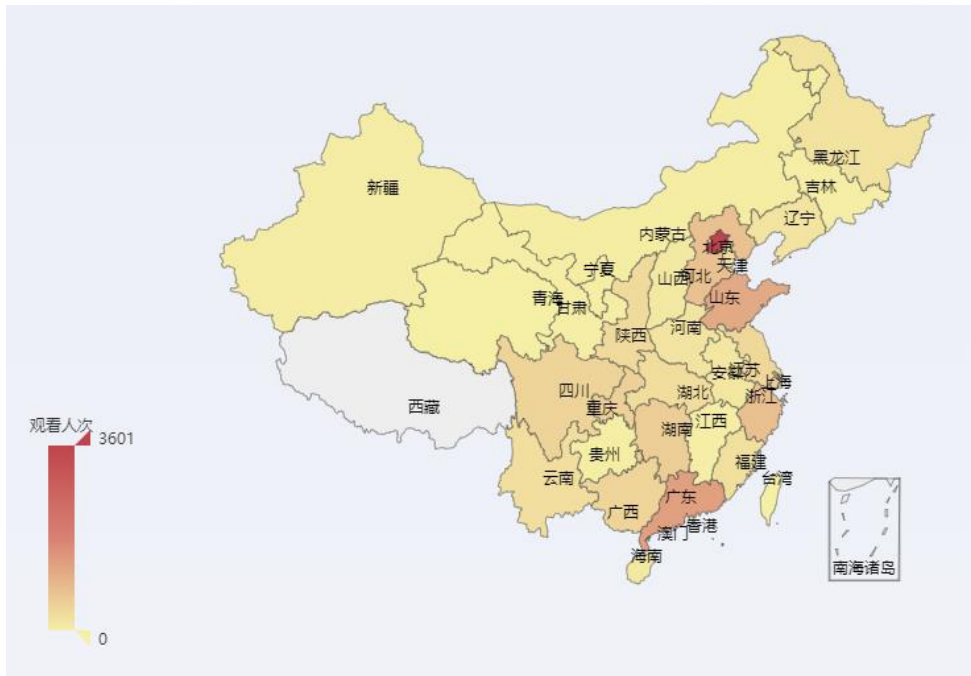 黑龙江
吉林
新疆
辽宁
内蒙古
北京
天津
宁夏
山西
河北
青海
甘肃
山东
陕西
河南
安徽
江苏
上海
四川
湖北
浙江
西藏
重庆
江西
湖南
观看人次
3601
贵州
福建
云南
台湾
广东
广西
澳门
香港
海南
南海诸岛
0